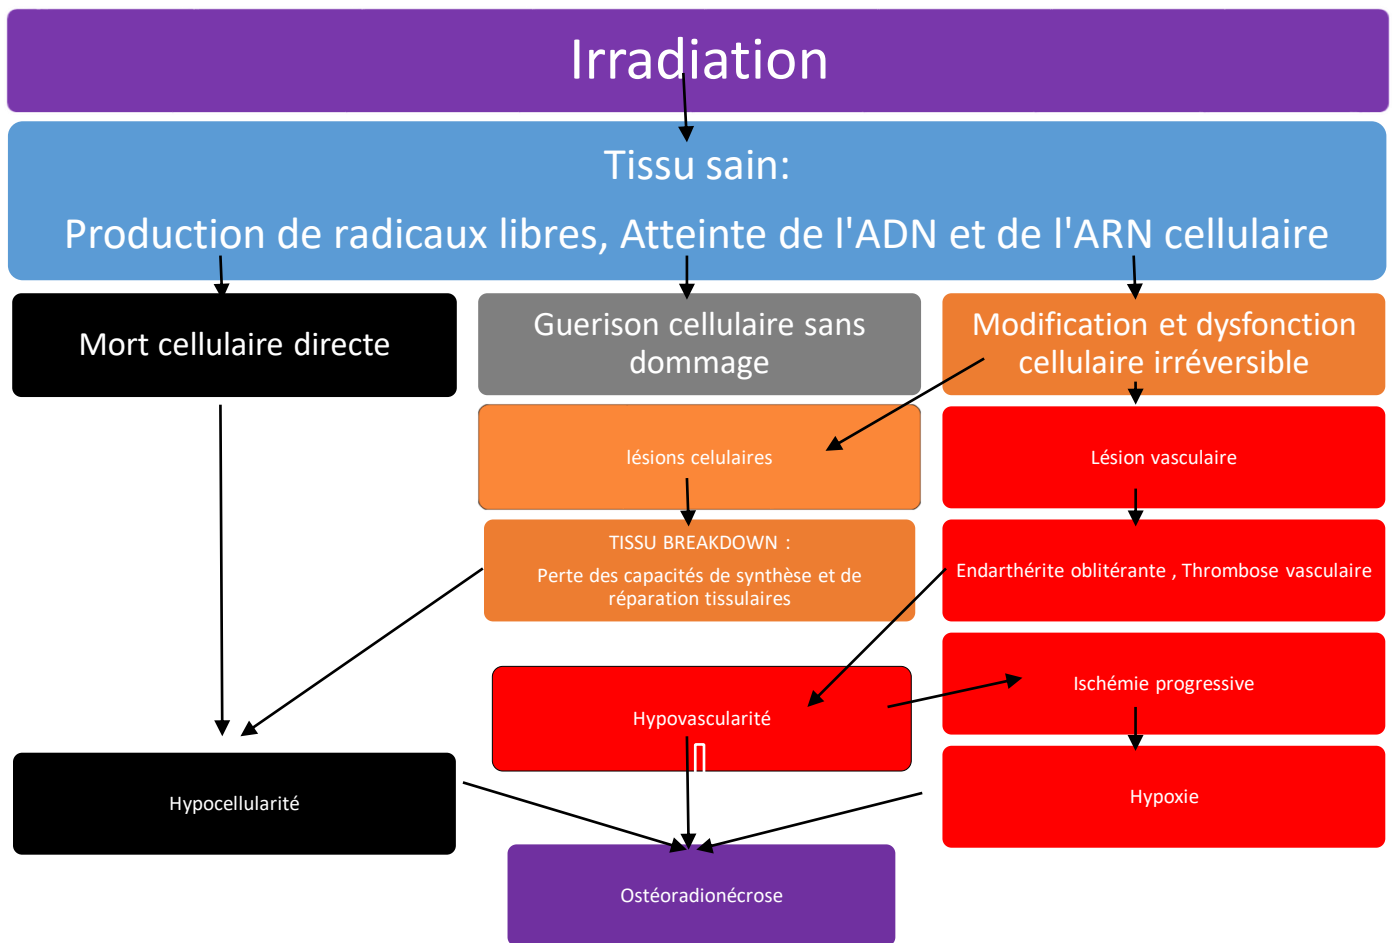 Irradiation
Tissu sain:
Production de radicaux libres, Atteinte de l'ADN et de l'ARN cellulaire
Mort cellulaire directe
Guerison cellulaire sans
dommage
Modification et dysfonction
cellulaire irréversible
lésions celulaires
Lésion vasculaire
TISSU BREAKDOWN :
Perte des capacités de synthèse et de
réparation tissulaires
Endarthérite oblitérante , Thrombose vasculaire
Hypovascularité
Ischémie progressive
Hypocellularité
Hypoxie
Ostéoradionécrose